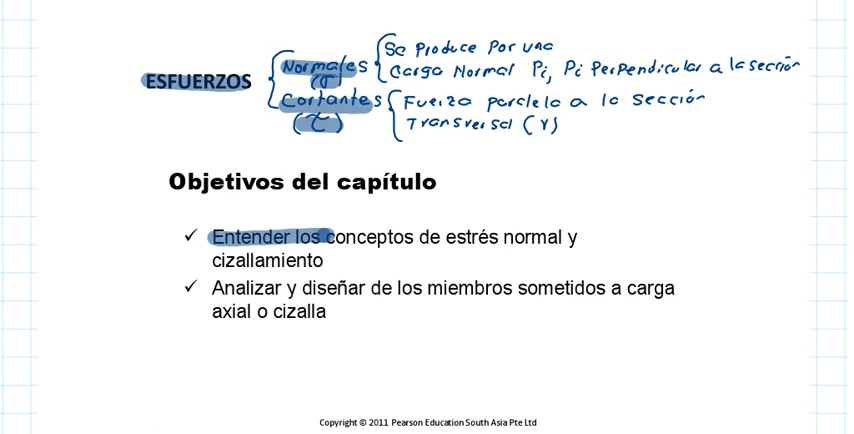 Se Produce Por una
Normales Carga Normal Pi, Pi Perpendicular a la sección
(σ)
ESFUERZOS
Cortantes Fuerza paralela a la sección
(τ) Transversal (V)
Objetivos del capítulo
✓ Entender los conceptos de estrés normal y
cizallamiento
✓ Analizar y diseñar de los miembros sometidos a carga
axial o cizalla
Copyright © 2011 Pearson Education South Asia Pte Ltd